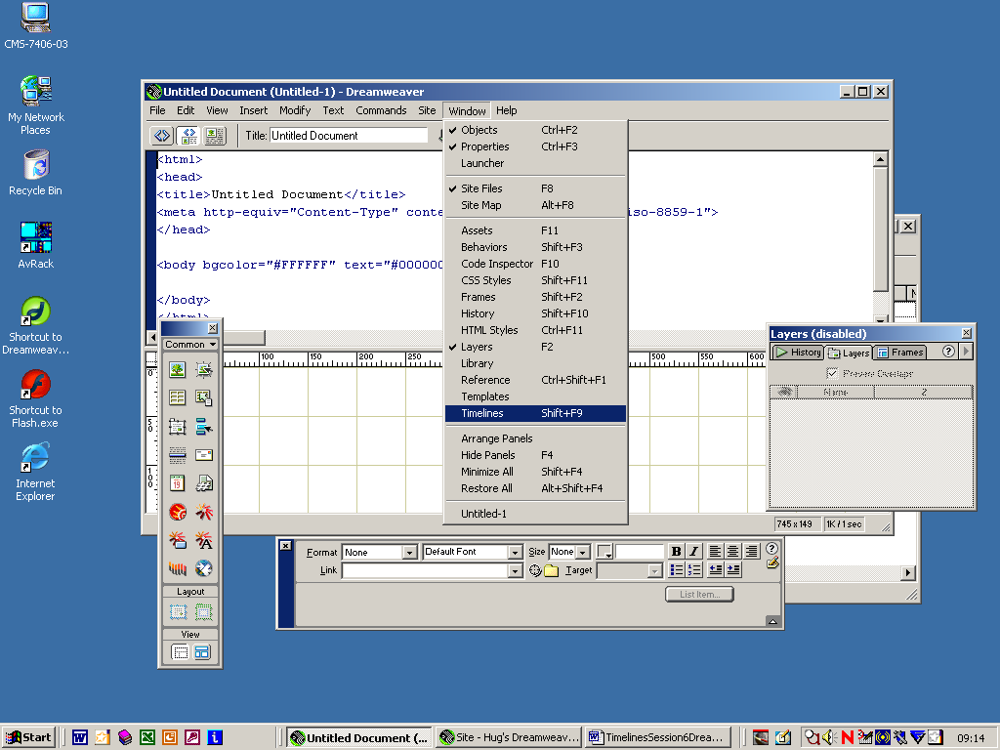 CMS-7406-03
My Network
Places
Recycle Bin
AvRack
Shortcut to
Dreamweav...
Shortcut to
Flash.exe
Internet
Explorer
Untitled Document (Untitled-1) - Dreamweaver
File Edit View Insert Modify Text Commands Site Window Help
Title: Untitled Document
<html>
<head>
<title>Untitled Document</title>
<meta http-equiv="Content-Type" conte iso-8859-1">
</head>
<body bgcolor="#FFFFFF" text="#000000
</body>
</html>
Objects Ctrl+F2
Properties Ctrl+F3
Launcher
Site Files F8
Site Map Alt+F8
Assets F11
Behaviors Shift+F3
Code Inspector F10
CSS Styles Shift+F11
Frames Shift+F2
History Shift+F10
HTML Styles Ctrl+F11
Layers F2
Library
Reference Ctrl+Shift+F1
Templates
Timelines Shift+F9
Arrange Panels
Hide Panels F4
Minimize All Shift+F4
Restore All Alt+Shift+F4
Untitled-1
100 150 200 250 500 550 600
0
50
100
745 x 149 1K / 1 sec
Common
19
Layout
View
N
Layers (disabled)
History Layers Frames ?
Prevent Overlaps
Name Z
Format None Default Font Size None B I ?
Link Target
List Item...
Start W X P i Untitled Document (... Site - Hug's Dreamweav... TimelinesSession6Drea... N 09:14